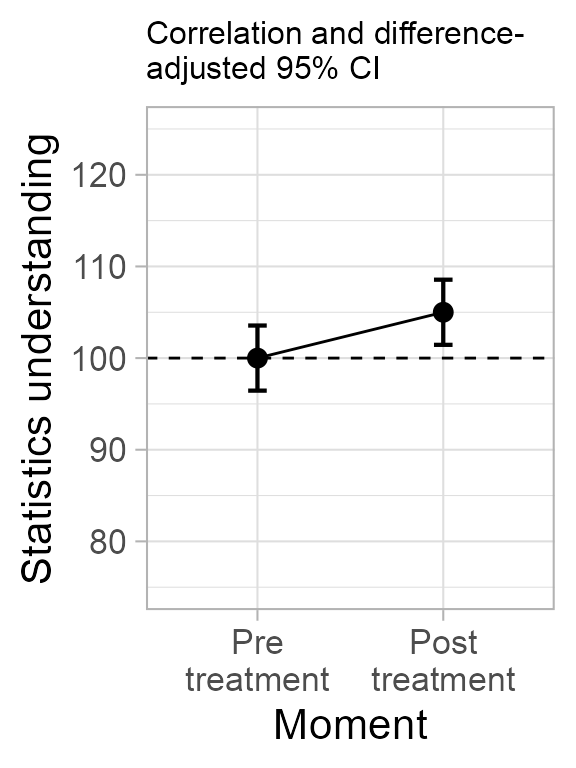 Correlation and difference-
adjusted 95% CI
Statistics understanding
120
110
100
90
80
Pre
treatment
Post
treatment
Moment